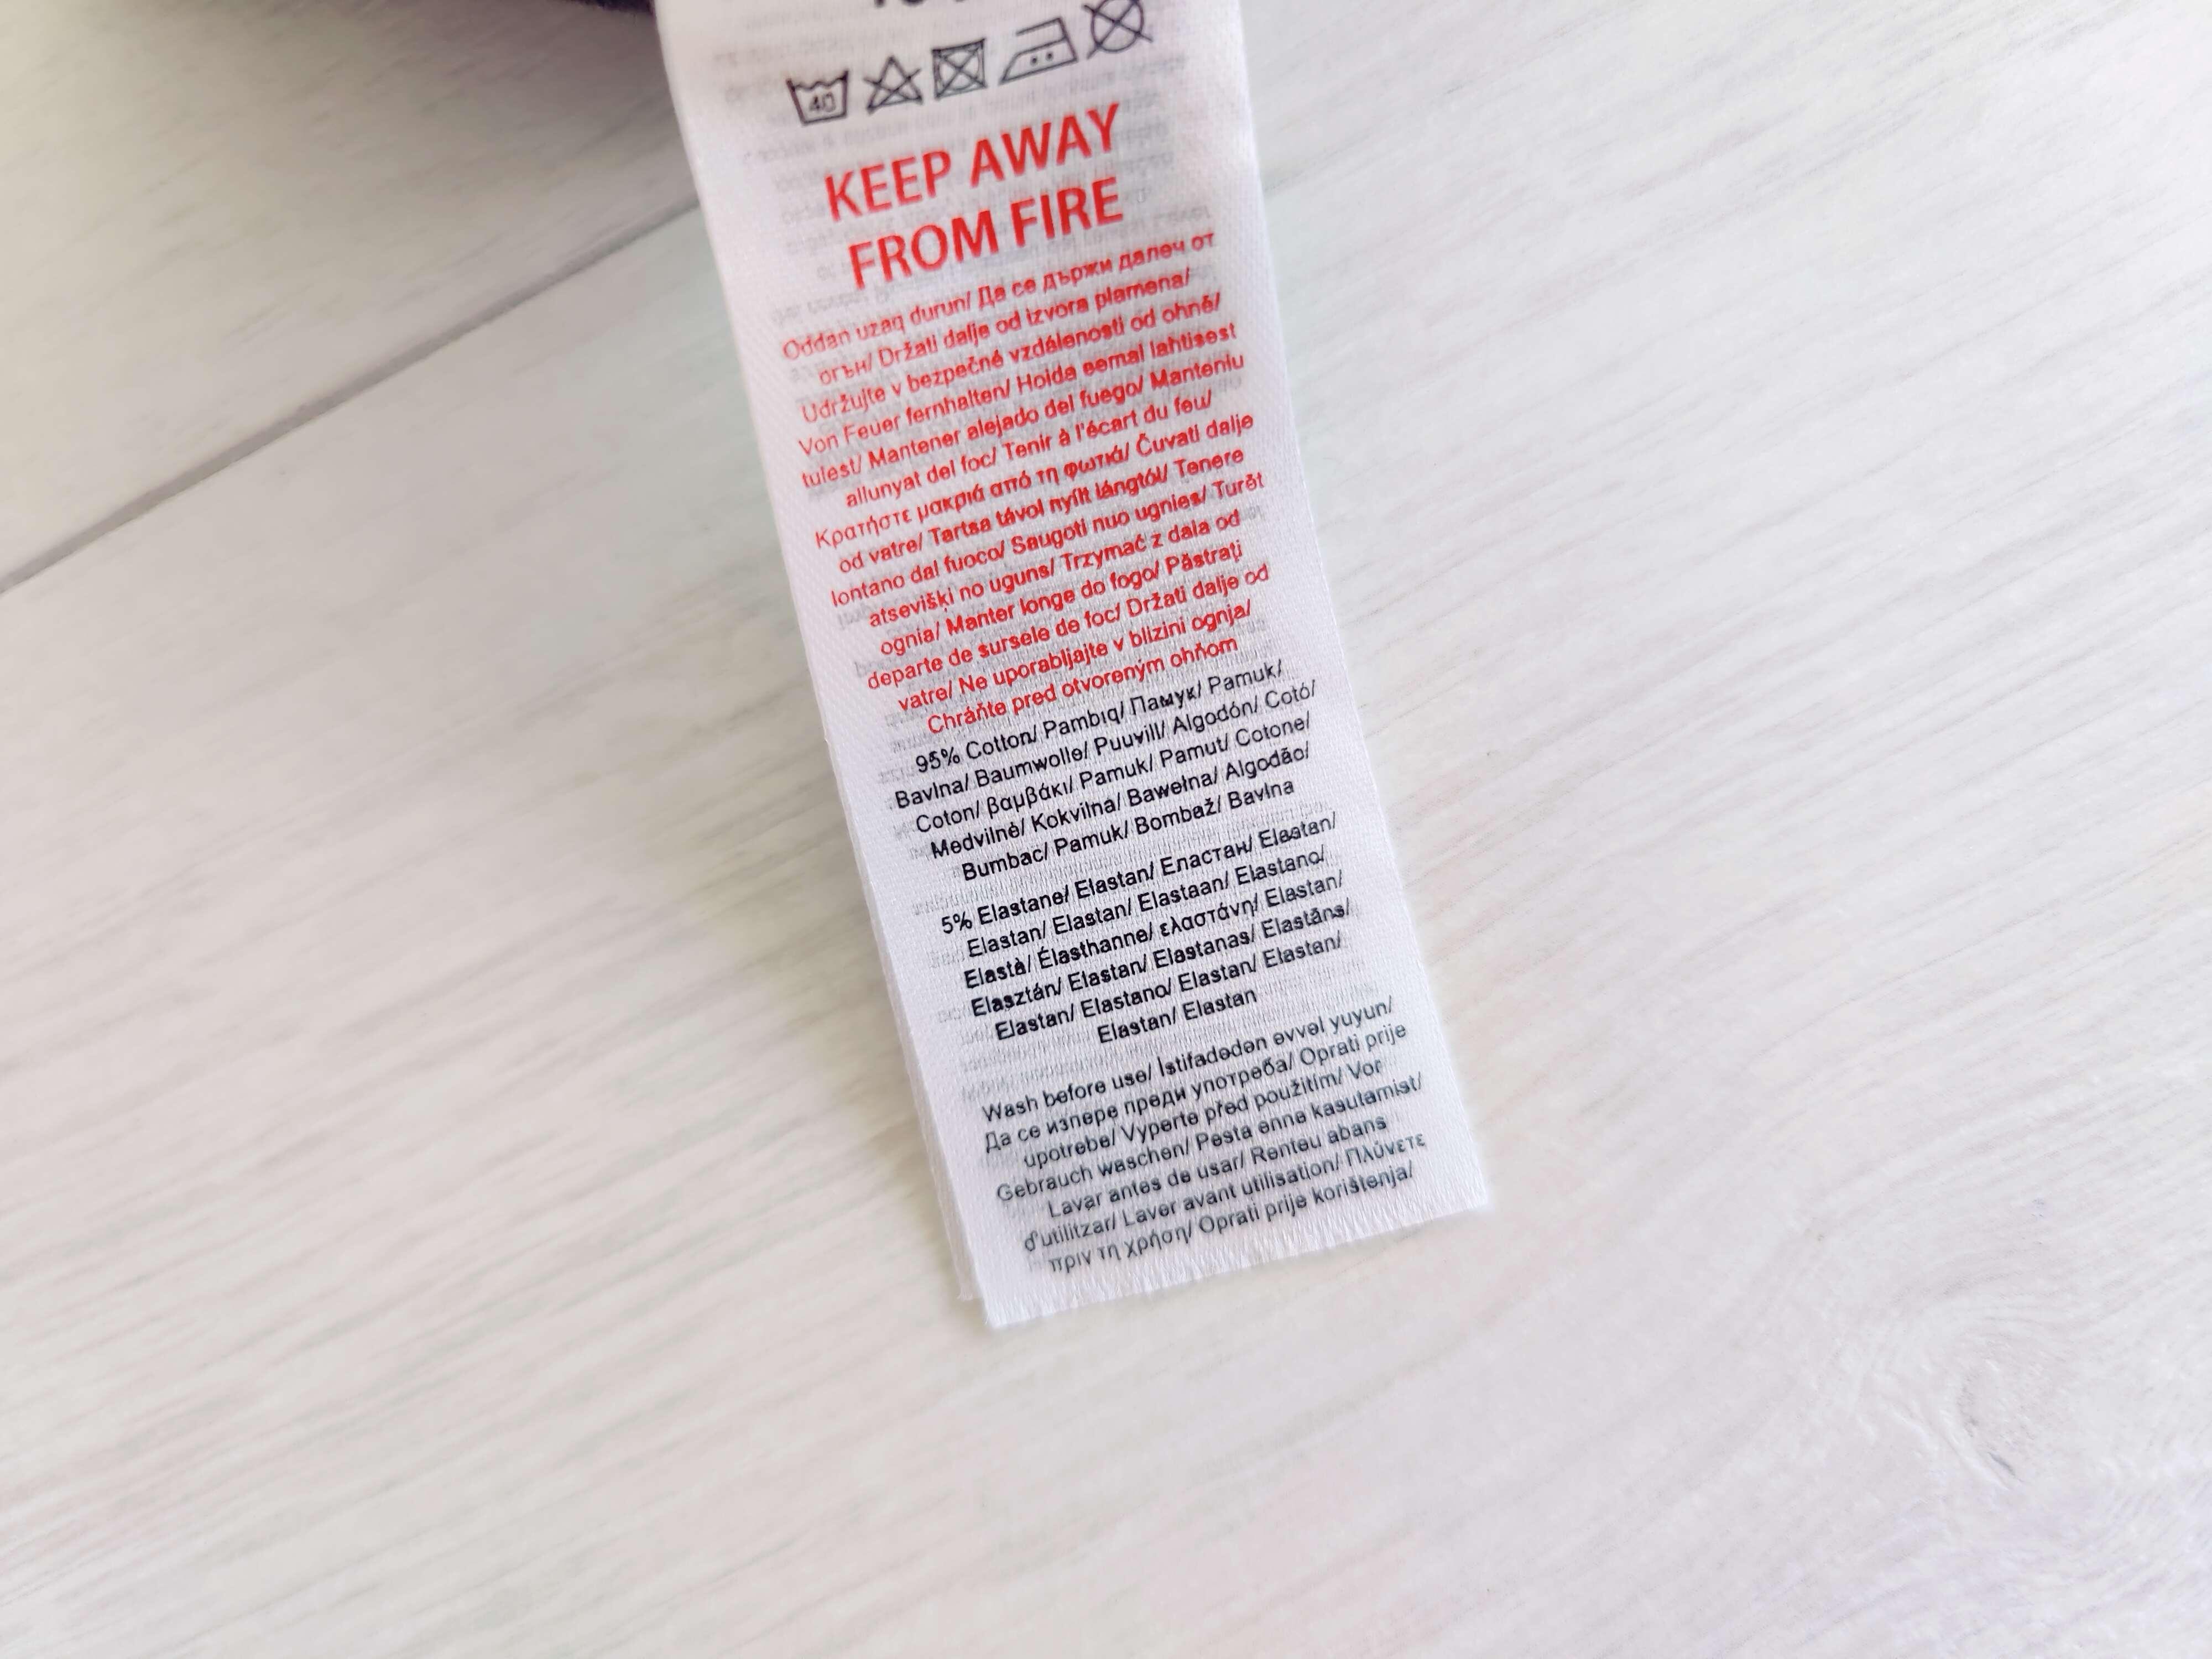 40
KEEP AWAY
FROM FIRE
Oddan uzaq durun/ Да се държи далеч от
огън/ Držati dalje od izvora plamena/
Udržujte v bezpečné vzdálenosti od ohně/
Von Feuer fernhalten/ Hoida eemal lahtisest
tulest/ Mantener alejado del fuego/ Manteniu
allunyat del foc/ Tenir à l'écart du feu/
Κρατήστε μακριά από τη φωτιά/ Čuvati dalje
od vatre/ Tartsa távol nyílt lángtól/ Tenere
lontano dal fuoco/ Saugoti nuo ugnies/ Turēt
atsevišķi no uguns/ Trzymać z dala od
ognia/ Manter longe do fogo/ Păstrați
departe de sursele de foc/ Držati dalje od
vatre/ Ne uporabljajte v blizini ognja/
Chráňte pred otvoreným ohňom
95% Cotton/ Pambıq/ Памук/ Pamuk/
Bavlna/ Baumwolle/ Puuvill/ Algodón/ Cotó/
Coton/ βαμβάκι/ Pamuk/ Pamut/ Cotone/
Medvilnė/ Kokvilna/ Bawełna/ Algodão/
Bumbac/ Pamuk/ Bombaž/ Bavlna
5% Elastane/ Elastan/ Еластан/ Elastan/
Elastan/ Elastan/ Elastaan/ Elastano/
Elastà/ Élasthanne/ ελαστάνη/ Elastan/
Elasztán/ Elastan/ Elastanas/ Elastāns/
Elastan/ Elastano/ Elastan/ Elastan/
Elastan/ Elastan
Wash before use/ İstifadədən əvvəl yuyun/
Да се изпере преди употреба/ Oprati prije
upotrebe/ Vyperte před použitím/ Vor
Gebrauch waschen/ Pesta enne kasutamist/
Lavar antes de usar/ Renteu abans
d'utilitzar/ Laver avant utilisation/ Πλύνετε
πριν τη χρήση/ Oprati prije korištenja/